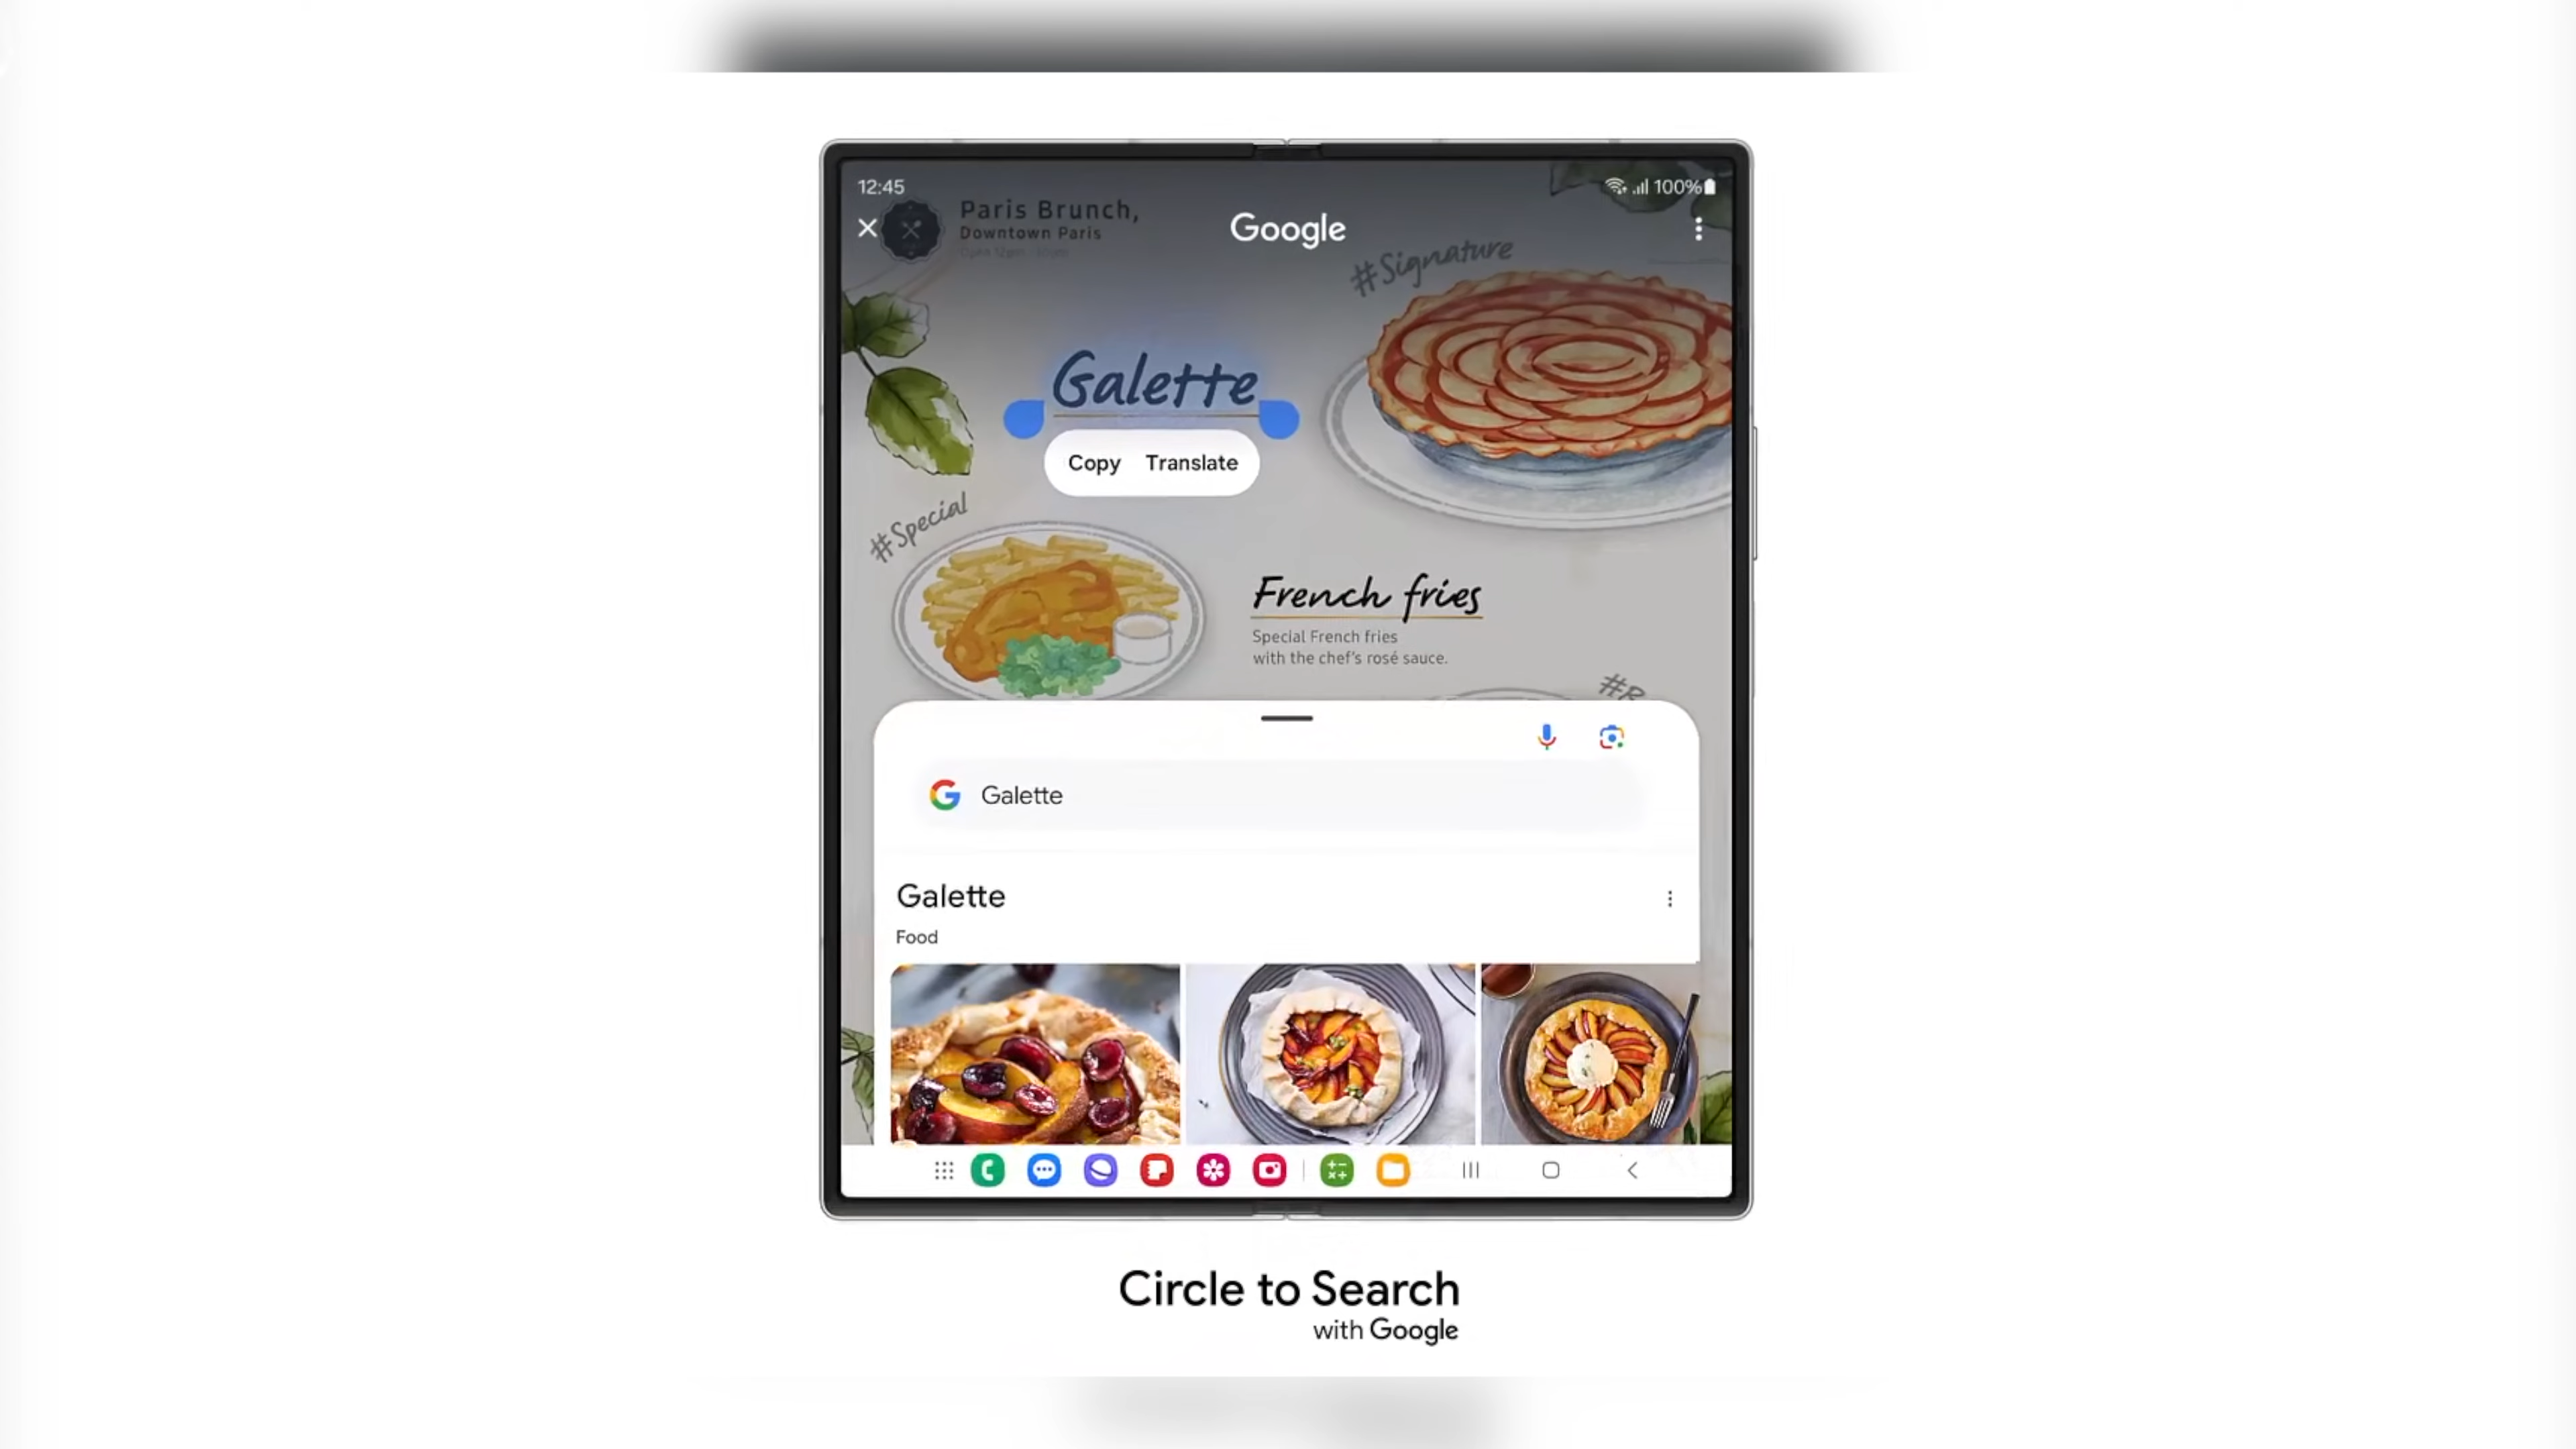 12:45
100%
Paris Brunch,
Downtown Paris
Google
#Signature
Galette
Copy Translate
#Special
French fries
Special French fries
with the chef's rosé sauce.
#R
Galette
Galette
Food
Circle to Search
with Google